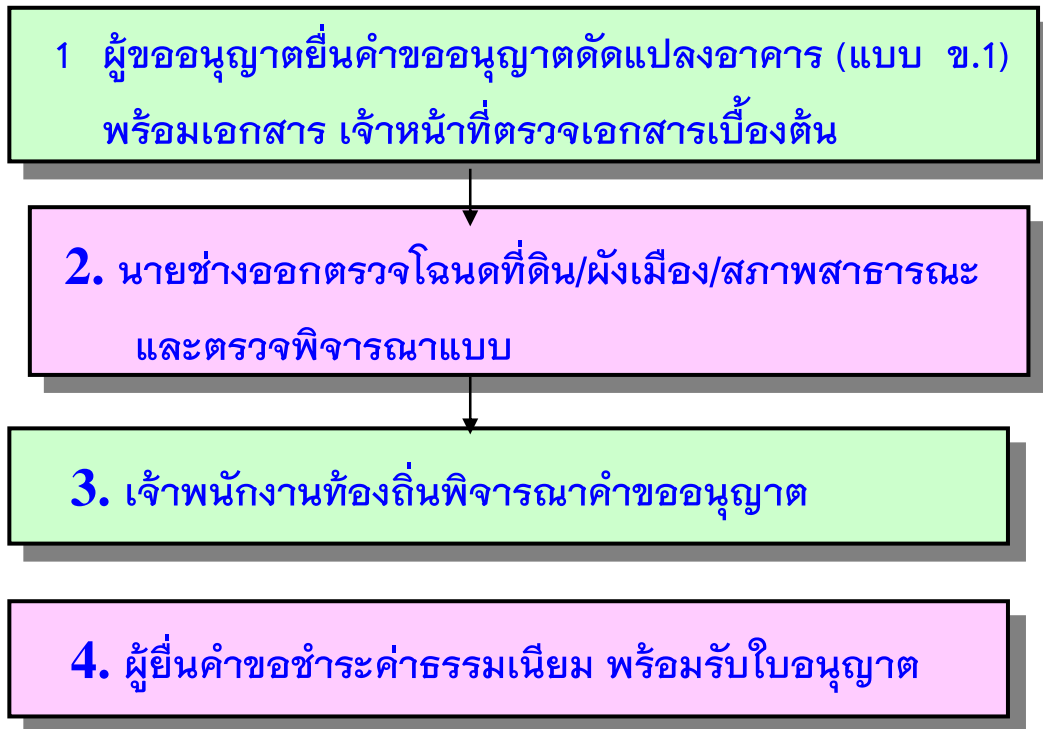 1 ผู้ขออนุญาตยื่นคำขออนุญาตดัดแปลงอาคาร (แบบ ข.1)
พร้อมเอกสาร เจ้าหน้าที่ตรวจเอกสารเบื้องต้น
2. นายช่างออกตรวจโฉนดที่ดิน/ผังเมือง/สภาพสาธารณะ
และตรวจพิจารณาแบบ
3. เจ้าพนักงานท้องถิ่นพิจารณาคำขออนุญาต
4. ผู้ยื่นคำขอชำระค่าธรรมเนียม พร้อมรับใบอนุญาต